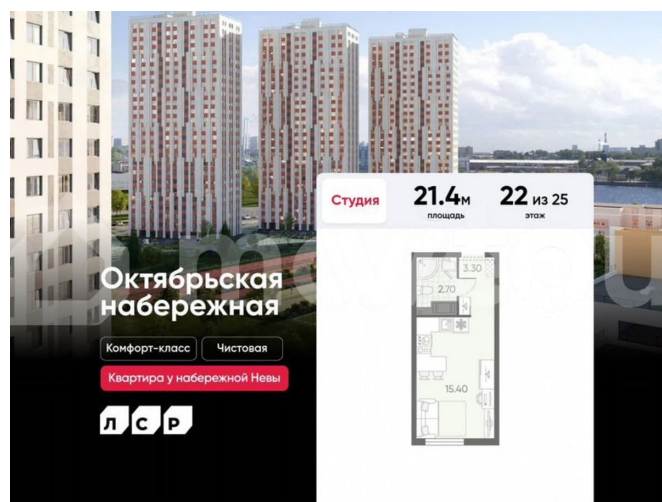 Студия
21.4м
площадь
22 из 25
этаж
3.30
2.70
15.40
Октябрьская
набережная
Комфорт-класс
Чистовая
Квартира у набережной Невы
ЛСР